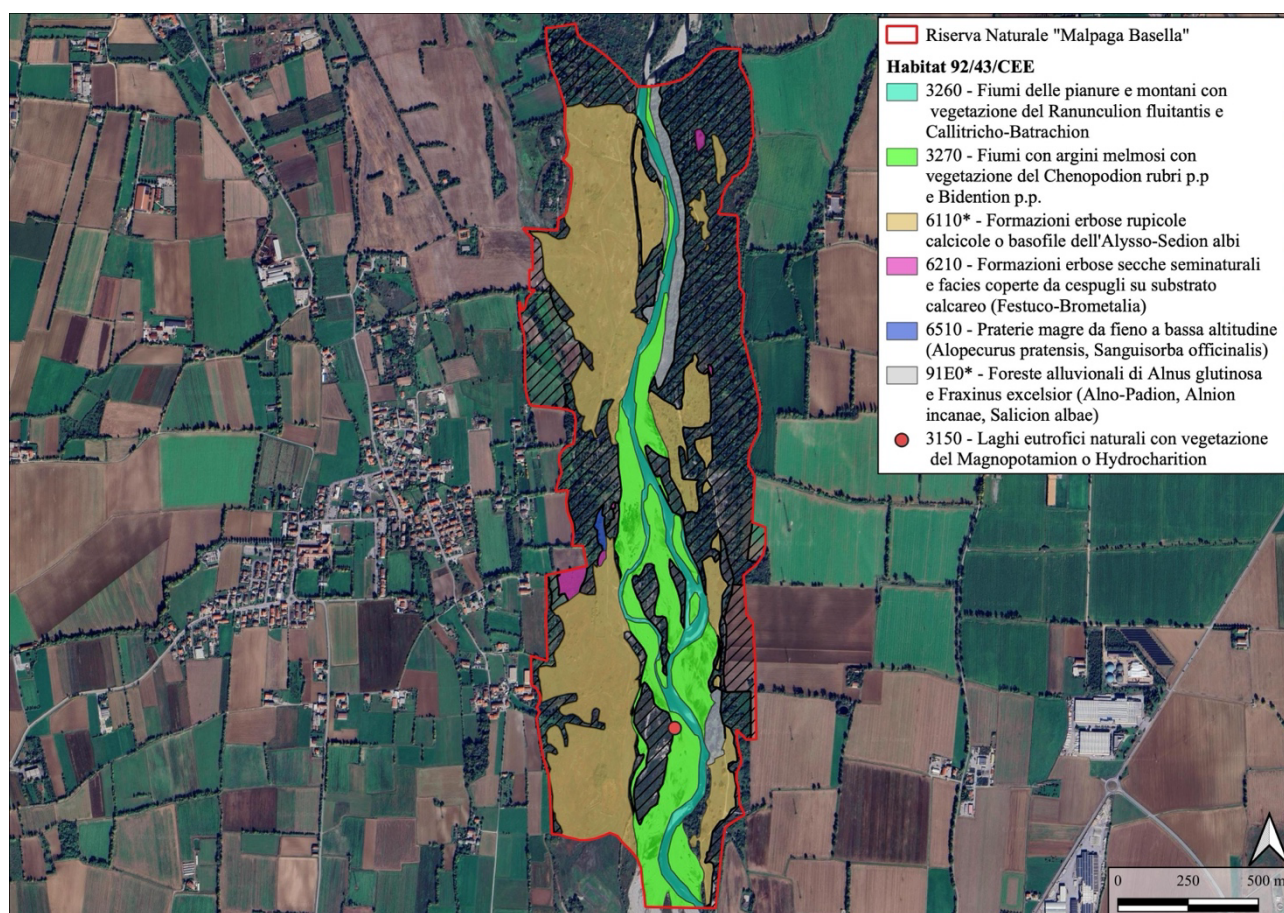 Riserva Naturale "Malpaga Basella"
Habitat 92/43/CEE
3260 - Fiumi delle pianure e montani con
vegetazione del Ranunculion fluitantis e
Callitricho-Batrachion
3270 - Fiumi con argini melmosi con
vegetazione del Chenopodion rubri p.p
e Bidention p.p.
6110* - Formazioni erbose rupicole
calcicole o basofile dell'Alysso-Sedion albi
6210 - Formazioni erbose secche seminaturali
e facies coperte da cespugli su substrato
calcareo (Festuco-Brometalia)
6510 - Praterie magre da fieno a bassa altitudine
(Alopecurus pratensis, Sanguisorba officinalis)
91E0* - Foreste alluvionali di Alnus glutinosa
e Fraxinus excelsior (Alno-Padion, Alnion
incanae, Salicion albae)
3150 - Laghi eutrofici naturali con vegetazione
del Magnopotamion o Hydrocharition
0 250 500 m